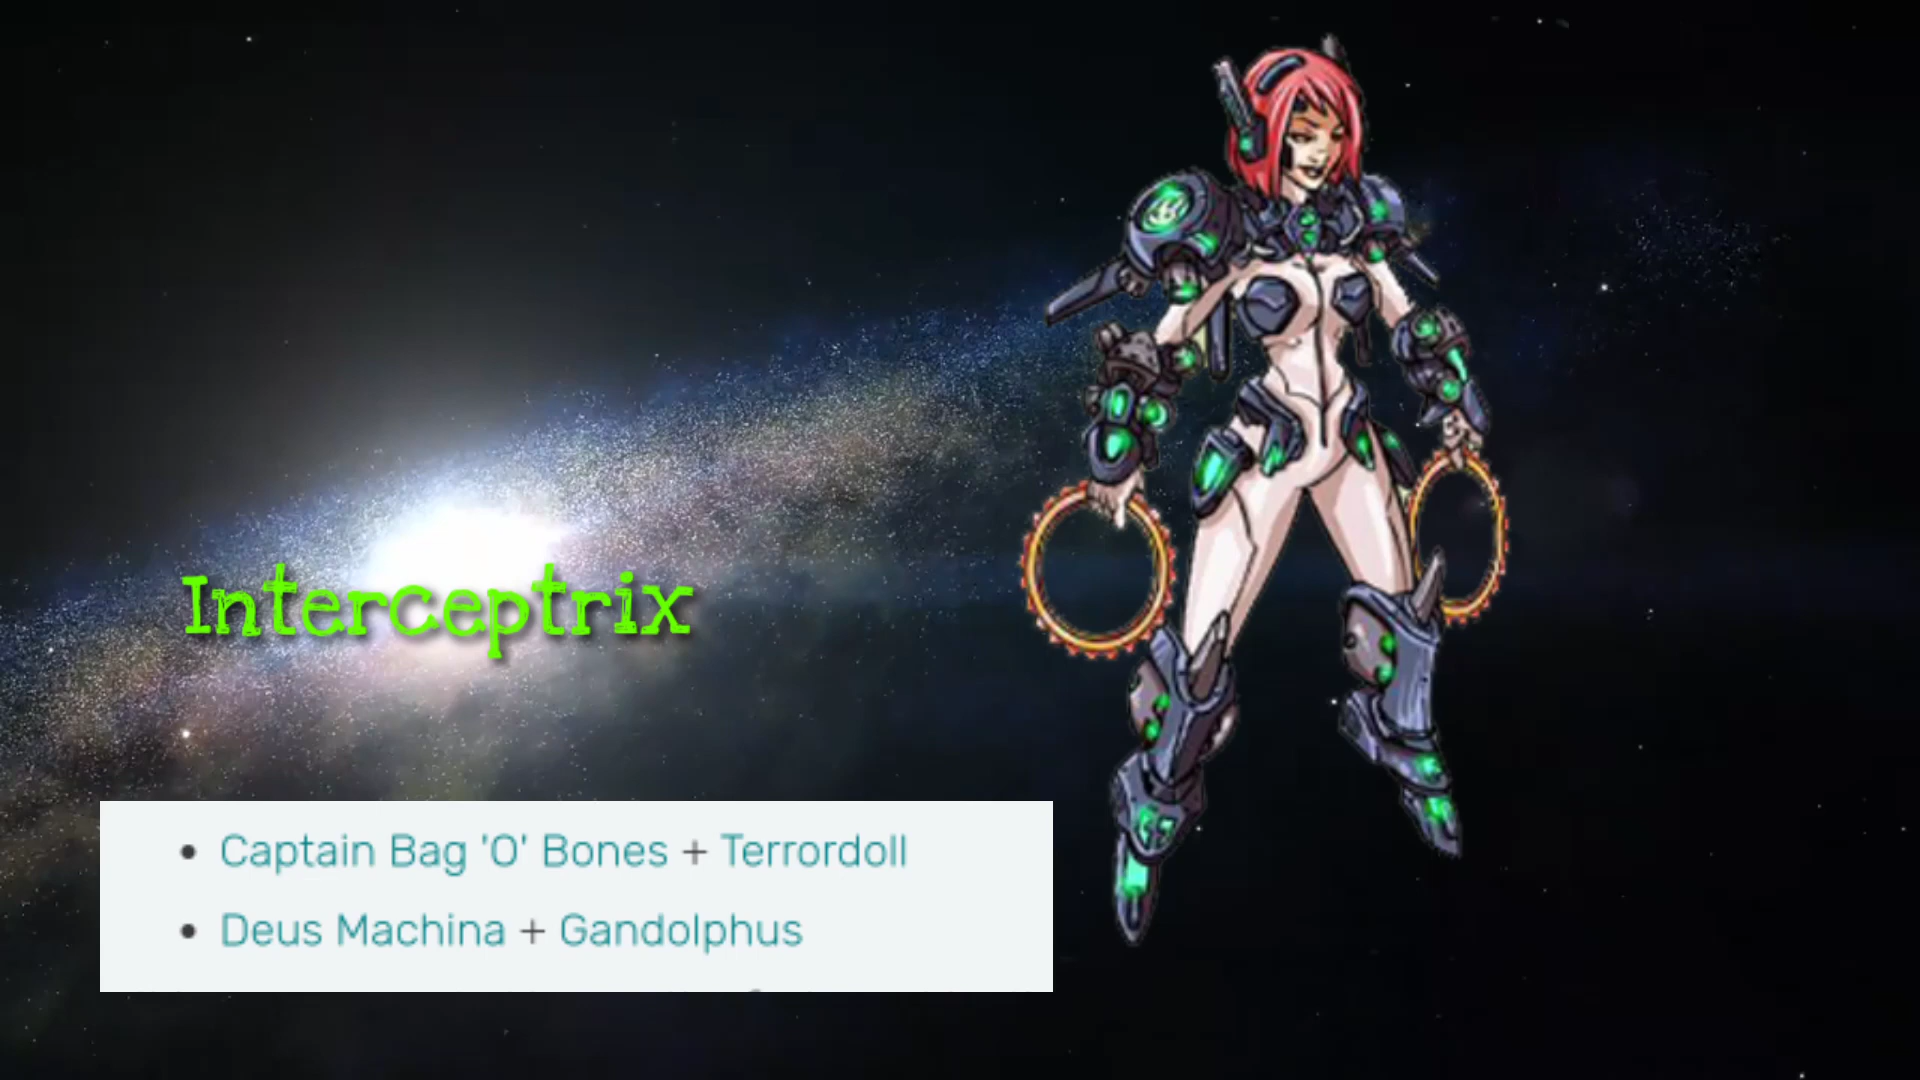 Interceptrix
Captain Bag 'O' Bones + Terrordoll
Deus Machina + Gandolphus